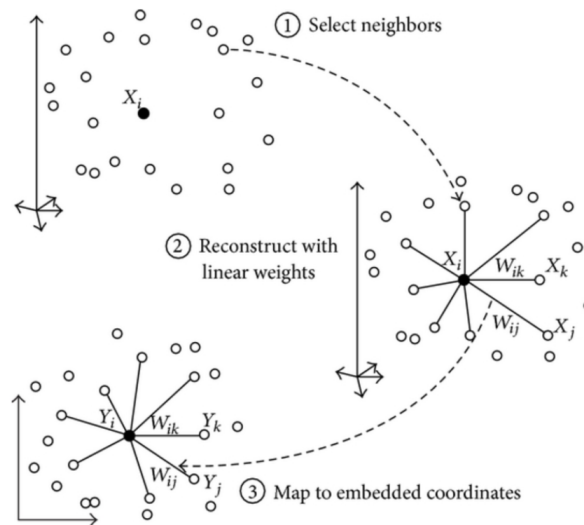 ① Select neighbors
X_i
② Reconstruct with
linear weights
X_i
W_ik
X_k
W_ij
X_j
Y_i
W_ik
Y_k
W_ij
Y_j
③ Map to embedded coordinates